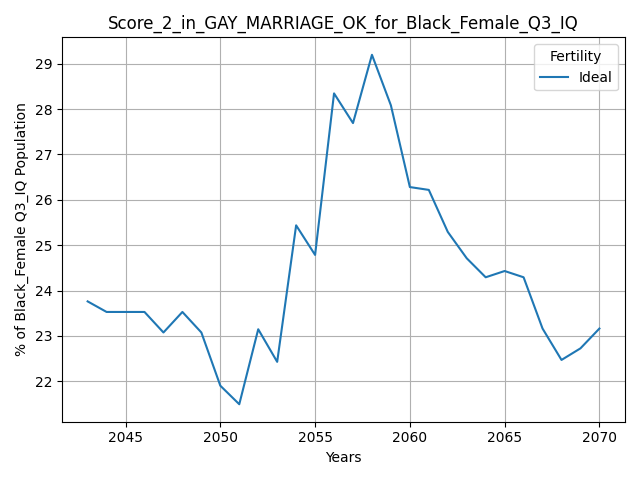 Score_2_in_GAY_MARRIAGE_OK_for_Black_Female_Q3_IQ
Fertility
Ideal
% of Black_Female Q3_IQ Population
29
28
27
26
25
24
23
22
2045
2050
2055
2060
2065
2070
Years